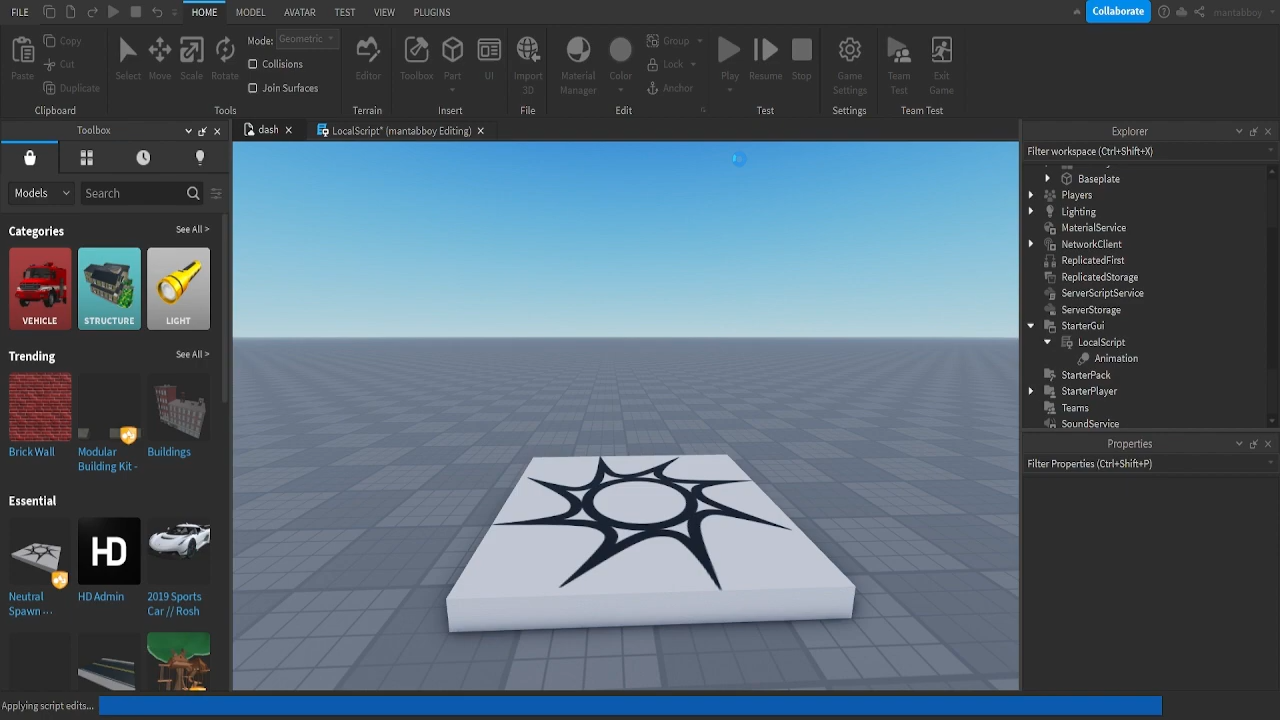 FILE HOME MODEL AVATAR TEST VIEW PLUGINS Collaborate mantabboy
Paste Copy Cut Duplicate
Clipboard
Select Move Scale Rotate
Mode: Geometric
Collisions
Join Surfaces
Tools
Editor
Terrain
Toolbox Part UI
Insert
Import
3D
File
Material
Manager
Color
Group
Lock
Anchor
Edit
Play Resume Stop
Test
Game
Settings
Settings
Team
Test
Exit
Game
Team Test
Toolbox
dash
LocalScript* (mantabboy Editing)
Models Search
Categories See All >
VEHICLE STRUCTURE LIGHT
Trending See All >
Brick Wall
Modular
Building Kit -
Buildings
Essential See All >
HD
Neutral
Spawn ...
HD Admin
2019 Sports
Car // Rosh
Explorer
Filter workspace (Ctrl+Shift+X)
Baseplate
Players
Lighting
MaterialService
NetworkClient
ReplicatedFirst
ReplicatedStorage
ServerScriptService
ServerStorage
StarterGui
LocalScript
Animation
StarterPack
StarterPlayer
Teams
SoundService
Properties
Filter Properties (Ctrl+Shift+P)
Applying script edits...